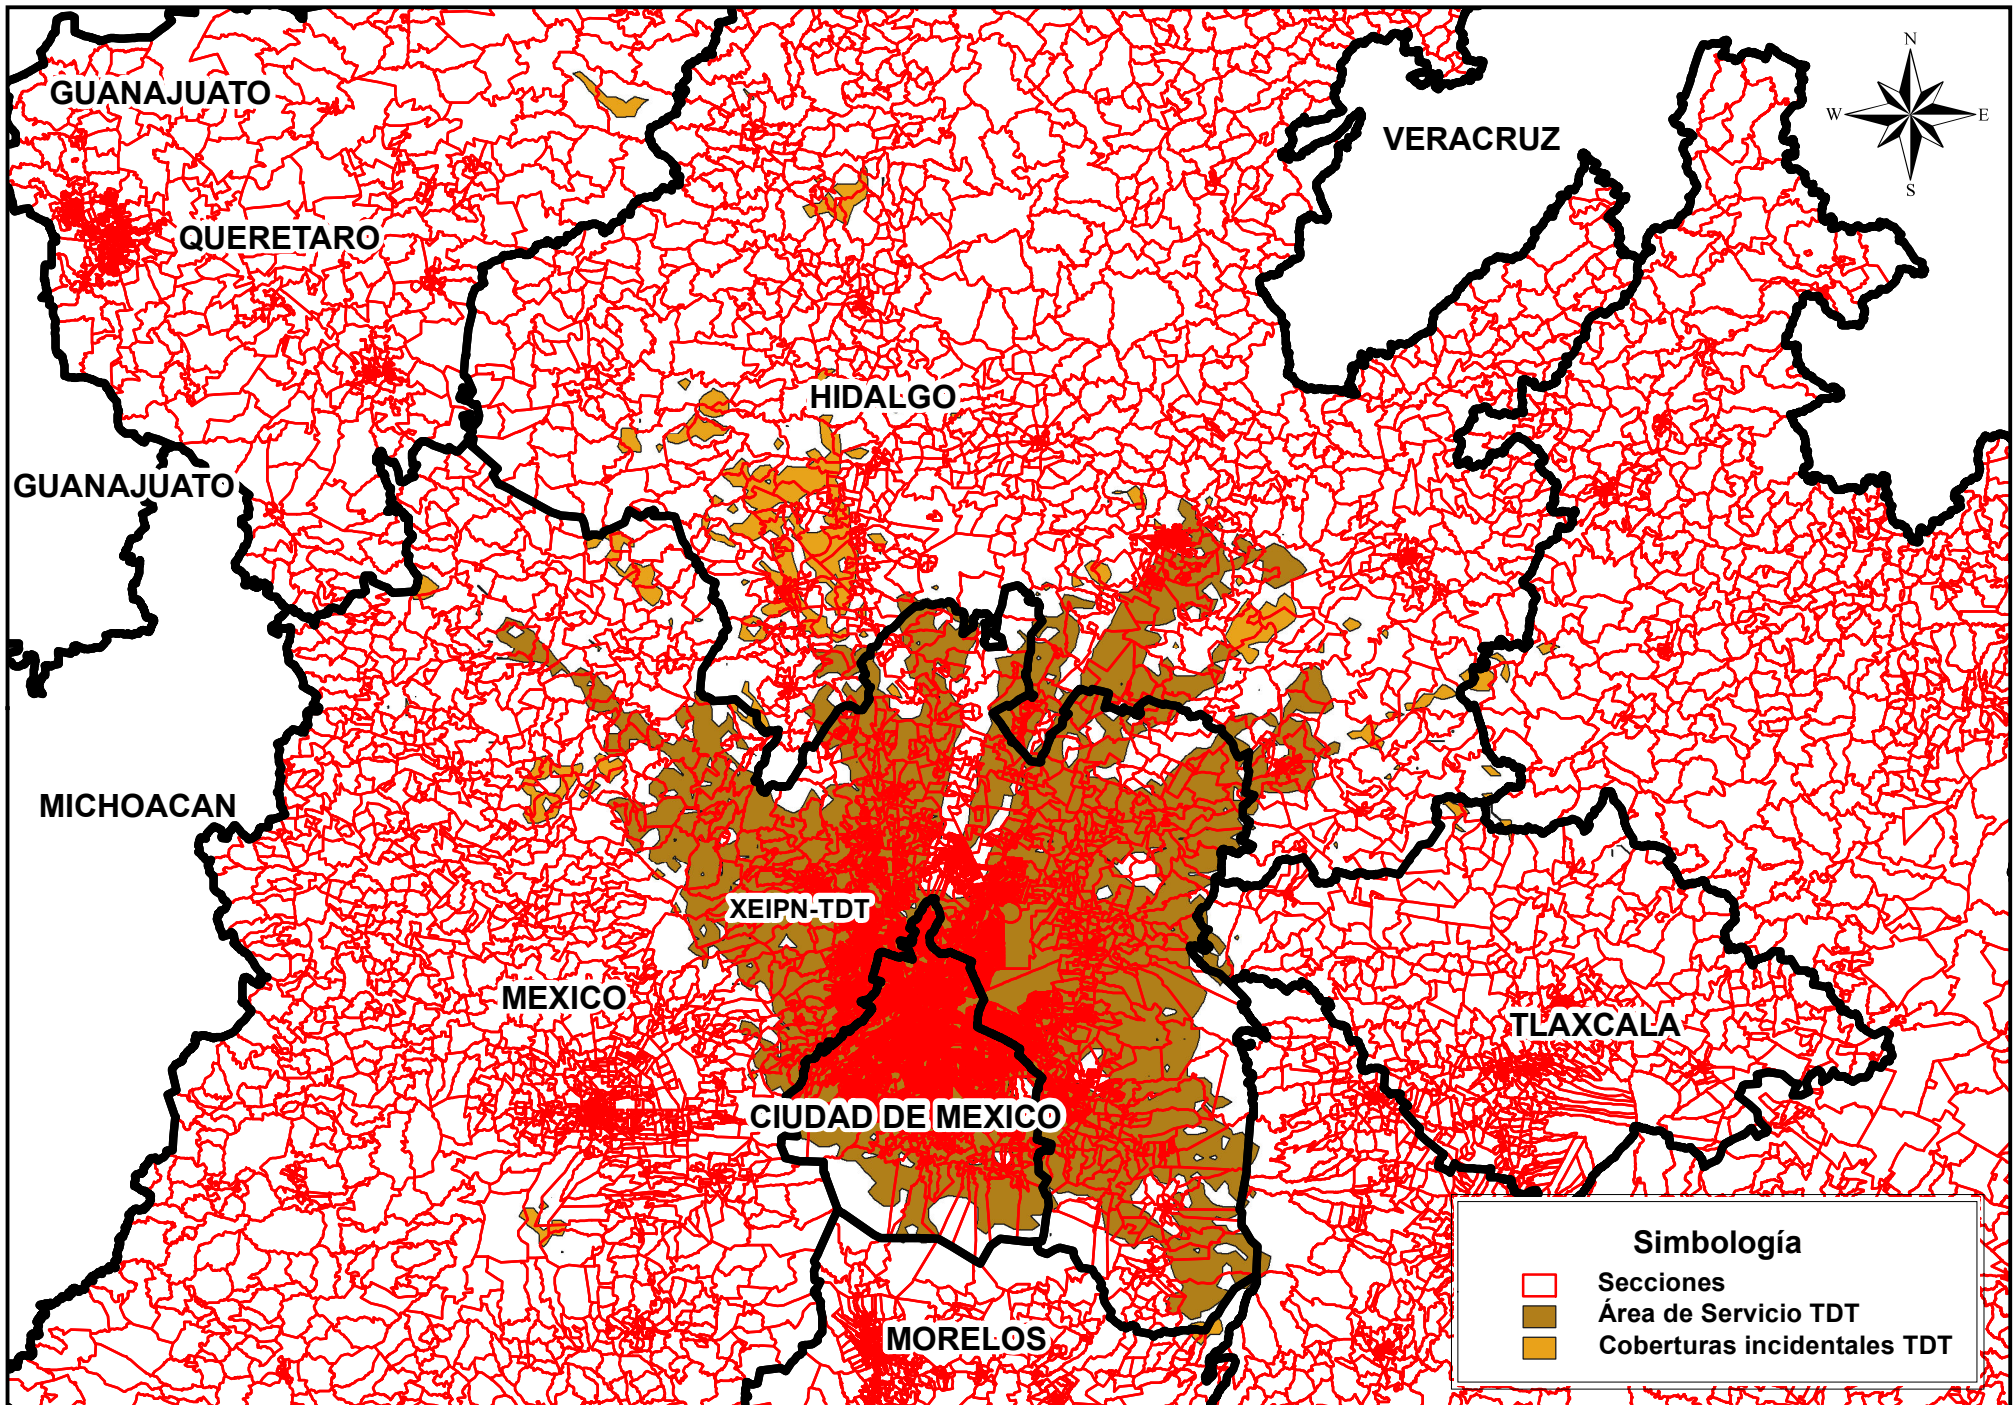 N
GUANAJUATO
W
E
VERACRUZ
S
QUERETARO
HIDALGO
GUANAJUATO
MICHOACAN
XEIPN-TDT
MEXICO
TLAXCALA
CIUDAD DE MEXICO
MORELOS
Simbología
Secciones
Área de Servicio TDT
Coberturas incidentales TDT